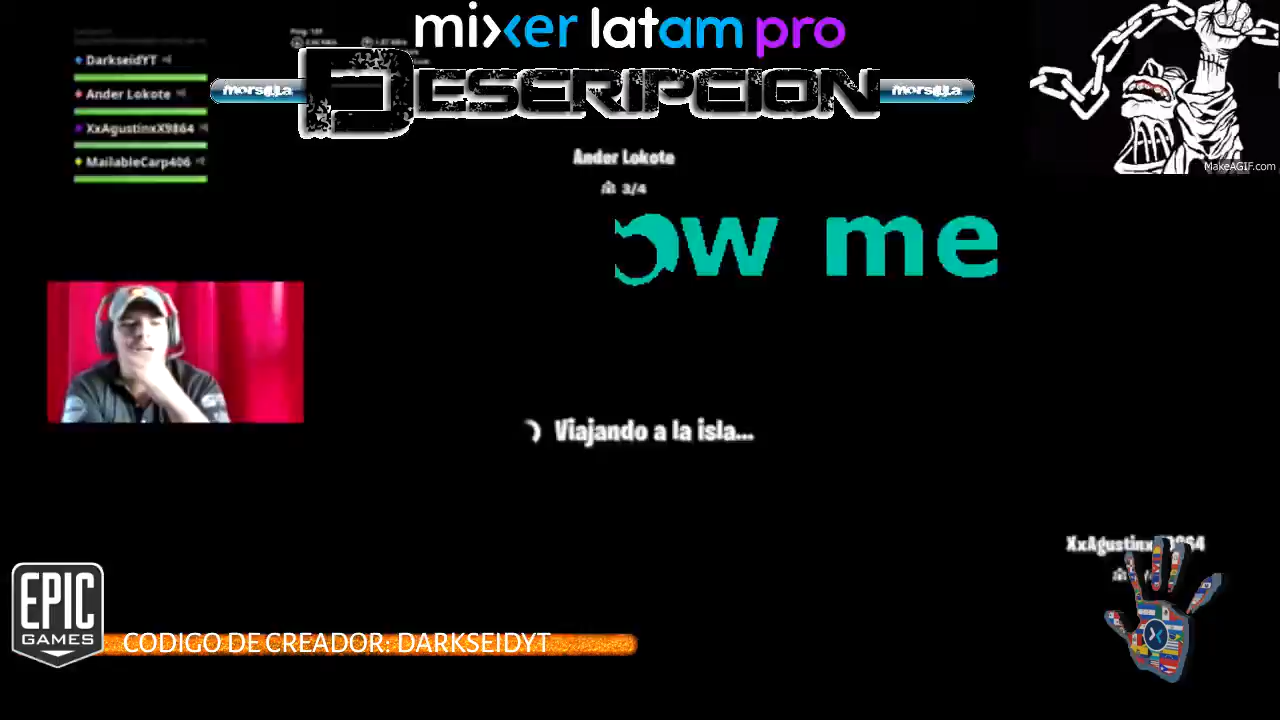 mixer latam pro
DESCRIPCION
DarkseidYT
Ander Lokote
XxAgustinxX9864
MailableCarp406
MakeAGIF.com
Ander Lokote
3/4
ow me
Viajando a la isla...
EPIC
GAMES
CODIGO DE CREADOR: DARKSEIDYT